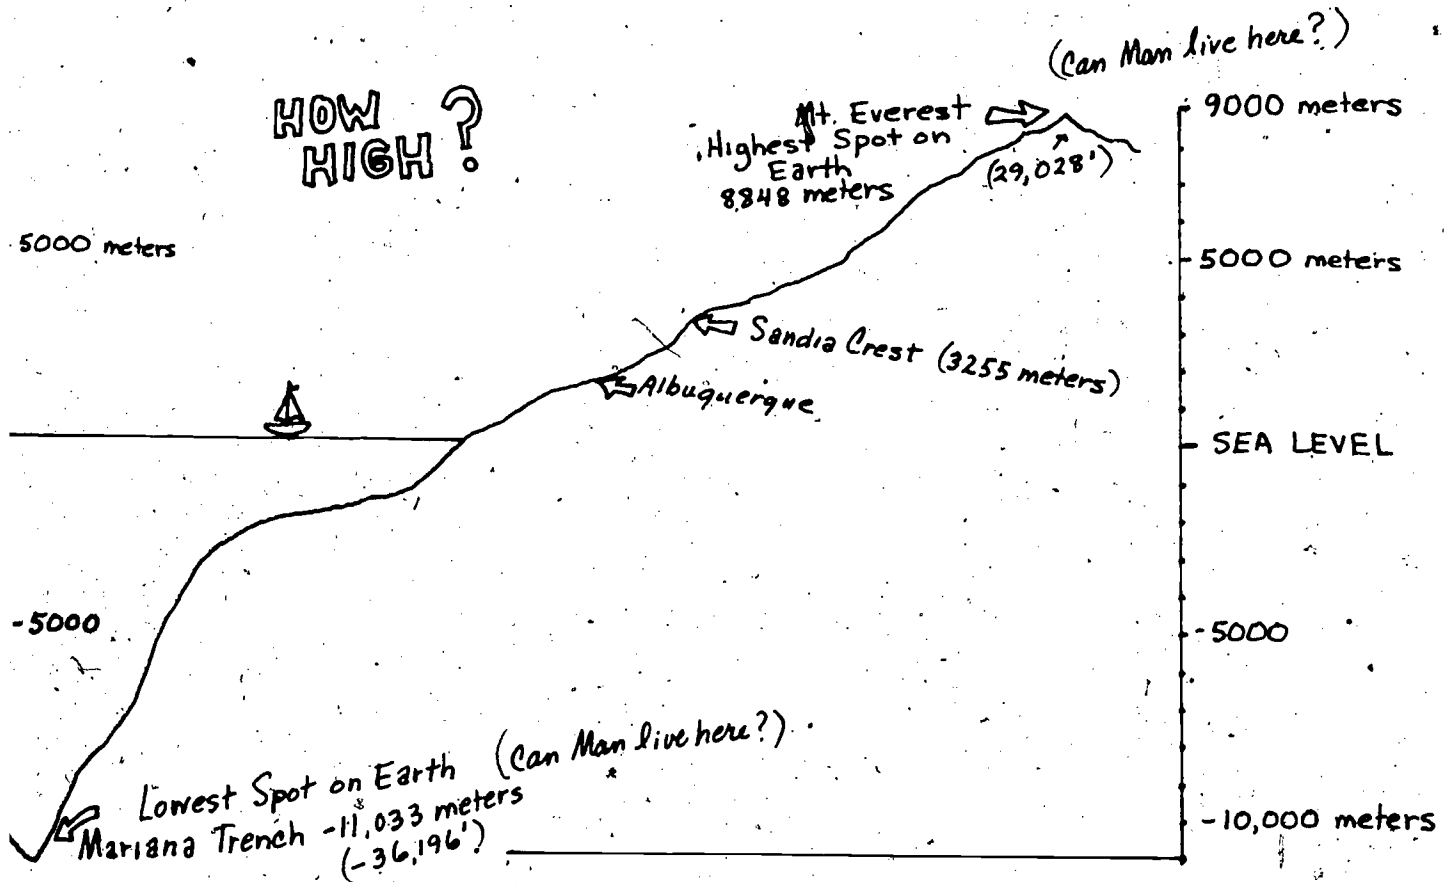 (Can Man live here?)
HOW
HIGH?
Mt. Everest
Highest Spot on
Earth
8,848 meters
(29,028')
9000 meters
5000 meters
5000 meters
Sandia Crest (3255 meters)
Albuquerque
SEA LEVEL
-5000
-5000
Lowest Spot on Earth (Can Man live here?)
Mariana Trench -11,033 meters
(-36,196')
-10,000 meters